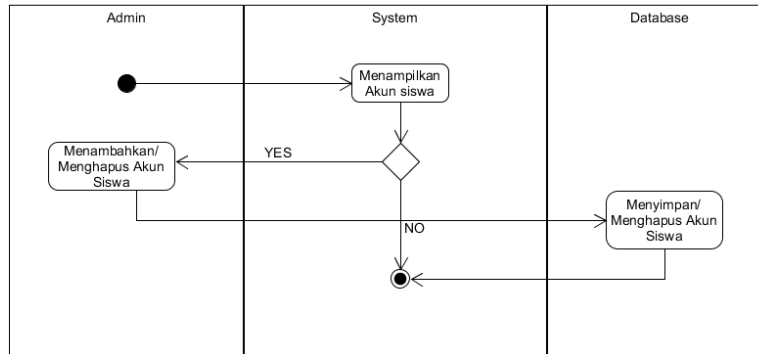 Admin
System
Database
Menampilkan
Akun siswa
YES
Menambahkan/
Menghapus Akun
Siswa
Menyimpan/
Menghapus Akun
Siswa
NO